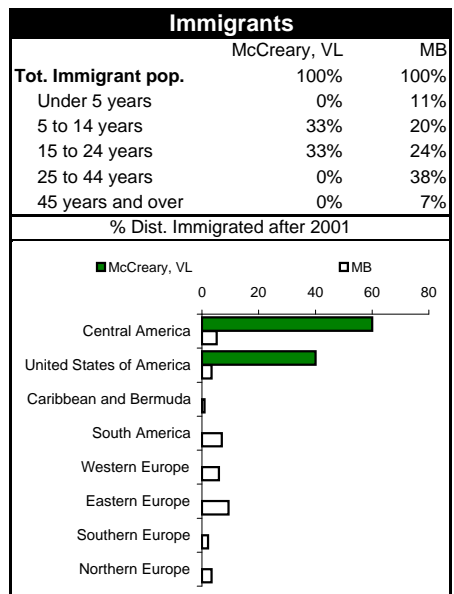 Immigrants
McCreary, VL MB
Tot. Immigrant pop. 100% 100%
Under 5 years 0% 11%
5 to 14 years 33% 20%
15 to 24 years 33% 24%
25 to 44 years 0% 38%
45 years and over 0% 7%
% Dist. Immigrated after 2001
McCreary, VL MB
0 20 40 60 80
Central America
United States of America
Caribbean and Bermuda
South America
Western Europe
Eastern Europe
Southern Europe
Northern Europe